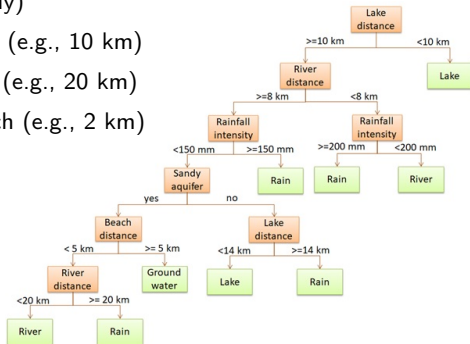 ly)
(e.g., 10 km)
(e.g., 20 km)
ch (e.g., 2 km)
Lake
distance
>=10 km
<10 km
River
distance
Lake
>=8 km
<8 km
Rainfall
intensity
Rainfall
intensity
<150 mm
>=150 mm
>=200 mm
<200 mm
Sandy
aquifer
Rain
Rain
River
yes
no
Beach
distance
Lake
distance
< 5 km
>= 5 km
<14 km
>=14 km
River
distance
Ground
water
Lake
Rain
<20 km
>= 20 km
River
Rain